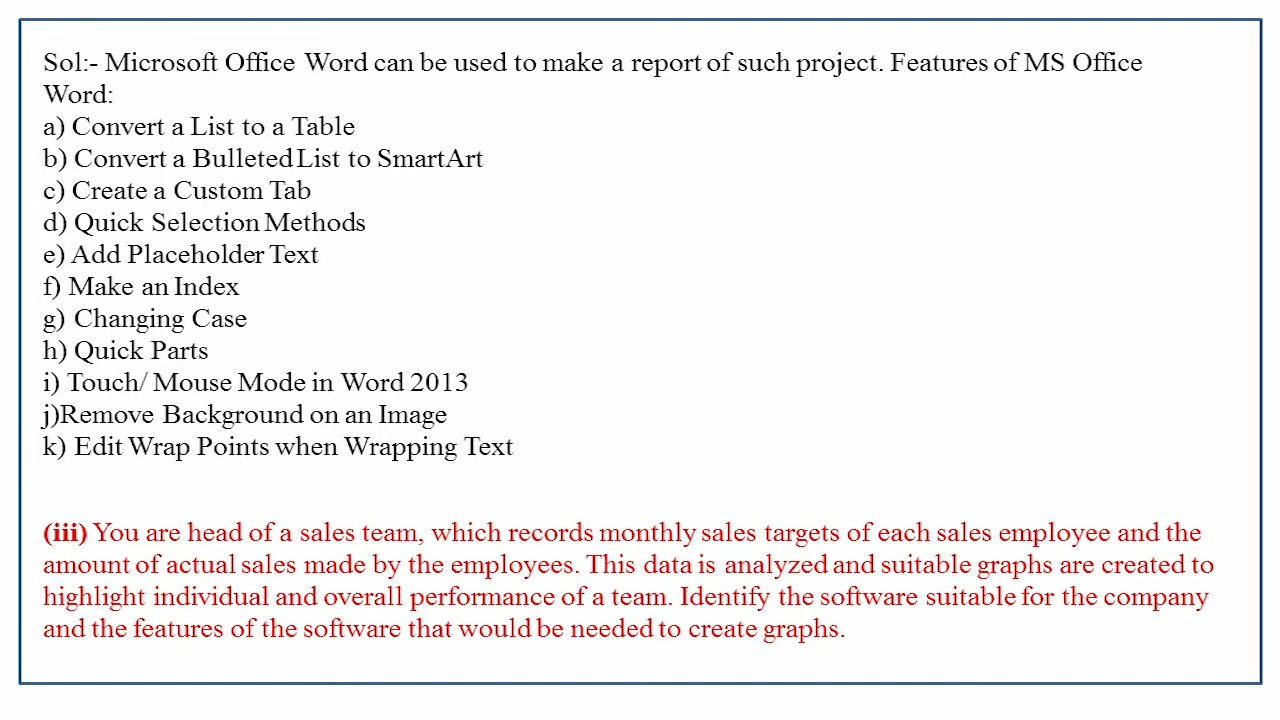 Sol:- Microsoft Office Word can be used to make a report of such project. Features of MS Office
Word:
a) Convert a List to a Table
b) Convert a Bulleted List to SmartArt
c) Create a Custom Tab
d) Quick Selection Methods
e) Add Placeholder Text
f) Make an Index
g) Changing Case
h) Quick Parts
i) Touch/ Mouse Mode in Word 2013
j)Remove Background on an Image
k) Edit Wrap Points when Wrapping Text
(iii) You are head of a sales team, which records monthly sales targets of each sales employee and the
amount of actual sales made by the employees. This data is analyzed and suitable graphs are created to
highlight individual and overall performance of a team. Identify the software suitable for the company
and the features of the software that would be needed to create graphs.